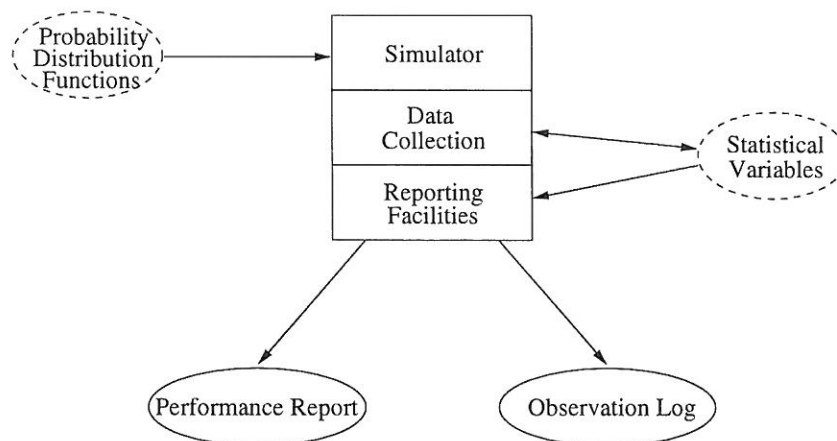 Probability
Distribution
Functions
Simulator
Data
Collection
Statistical
Variables
Reporting
Facilities
Performance Report
Observation Log